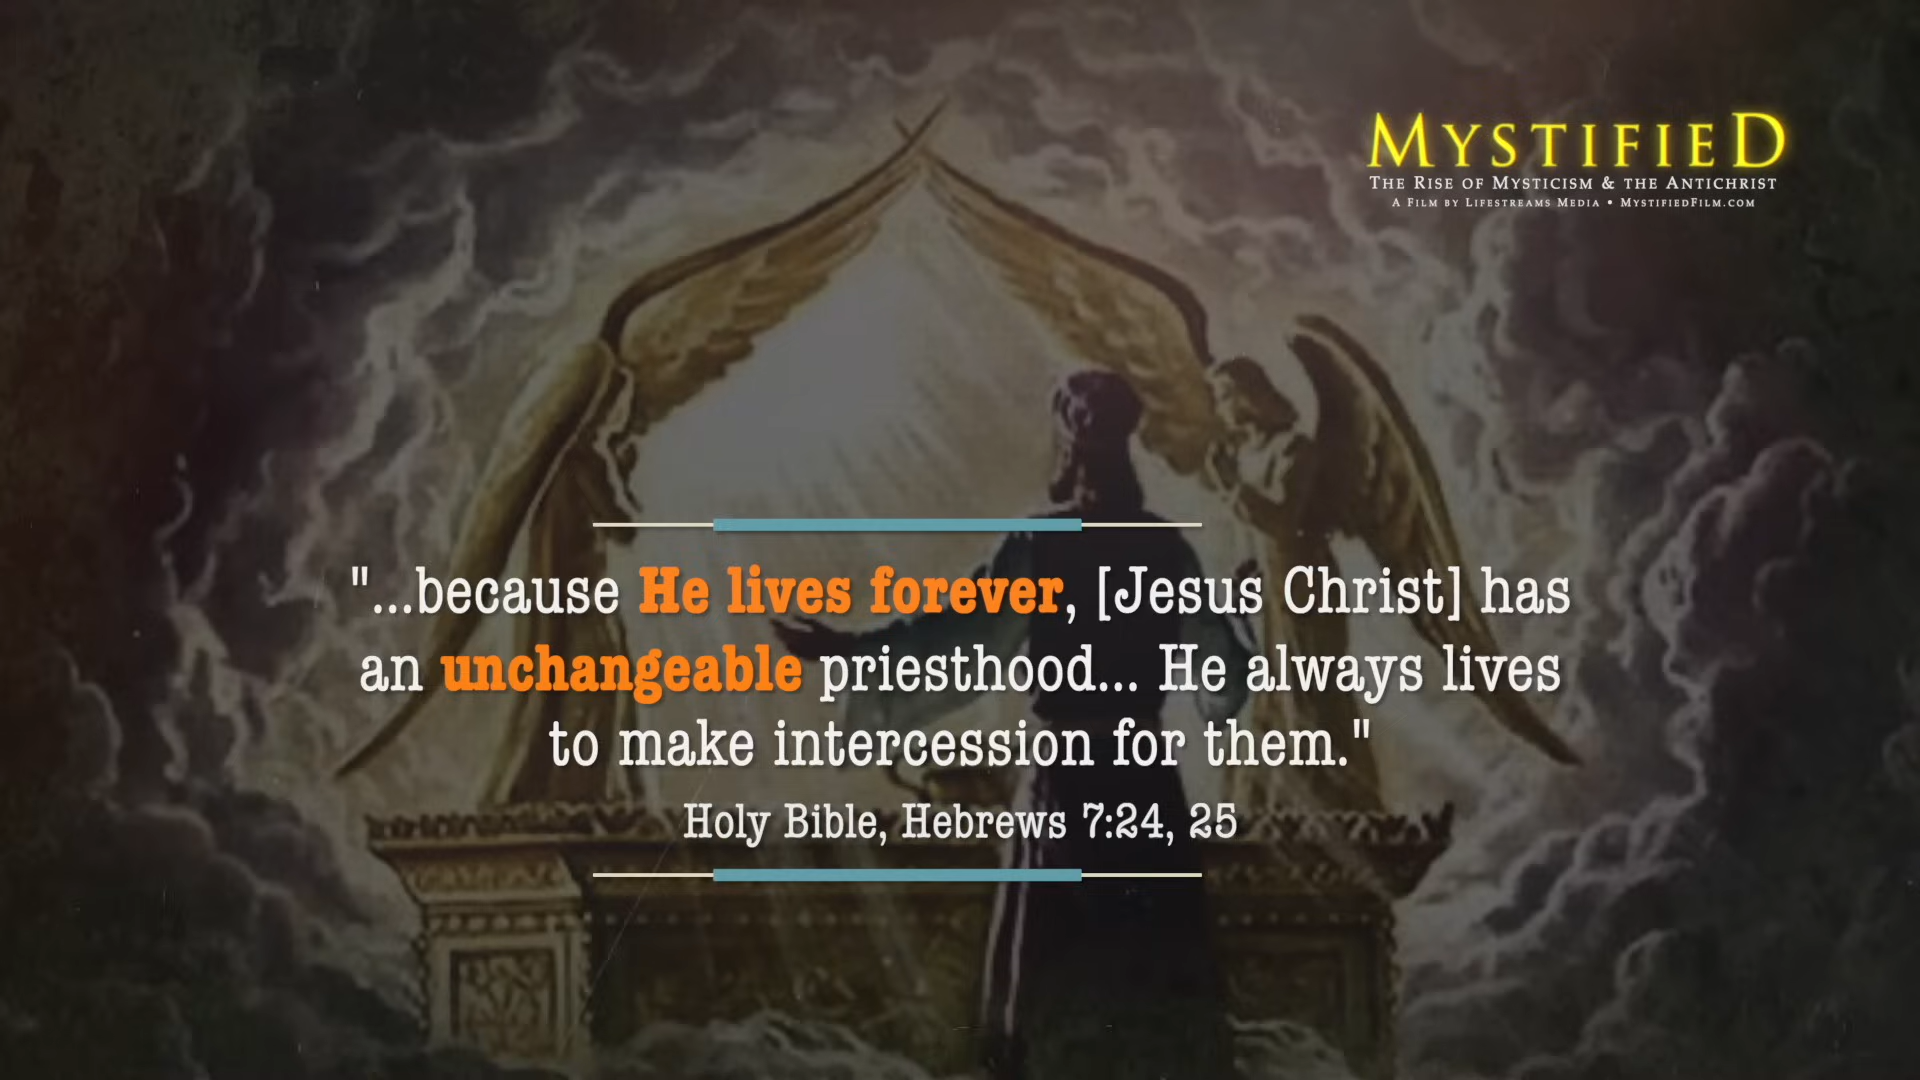 MYSTIFIED
THE RISE OF MYSTICISM & THE ANTICHRIST
A FILM BY LIFESTREAMS MEDIA • MYSTIFIEDFILM.COM
"...because He lives forever, [Jesus Christ] has
an unchangeable priesthood... He always lives
to make intercession for them."
Holy Bible, Hebrews 7:24, 25